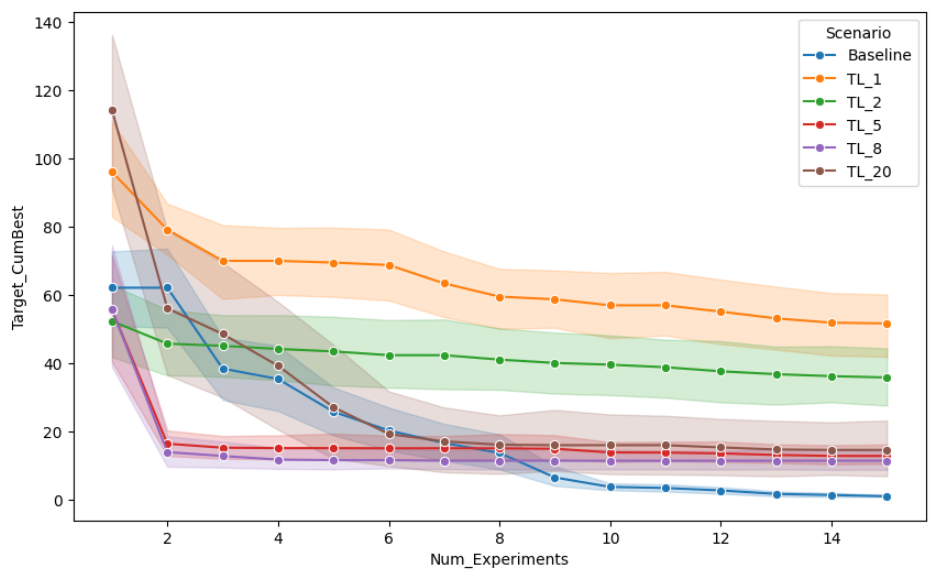 140
120
100
80
60
40
20
0
Target_CumBest
2
4
6
8
10
12
14
Num_Experiments
Scenario
Baseline
TL_1
TL_2
TL_5
TL_8
TL_20